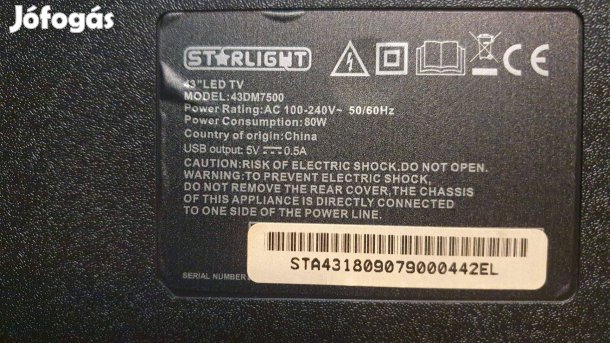 Jófogás
STARLIGHT
43"LED TV
MODEL:43DM7500
Power Rating:AC 100-240V~ 50/60Hz
Power Consumption:80W
Country of origin:China
USB output: 5V⎓0.5A
CAUTION:RISK OF ELECTRIC SHOCK,DO NOT OPEN.
WARNING:TO PREVENT ELECTRIC SHOCK,
DO NOT REMOVE THE REAR COVER,THE CHASSIS
OF THIS APPLIANCE IS DIRECTLY CONNECTED
TO ONE SIDE OF THE POWER LINE.
SERIAL NUMBER:
STA431809079000442EL